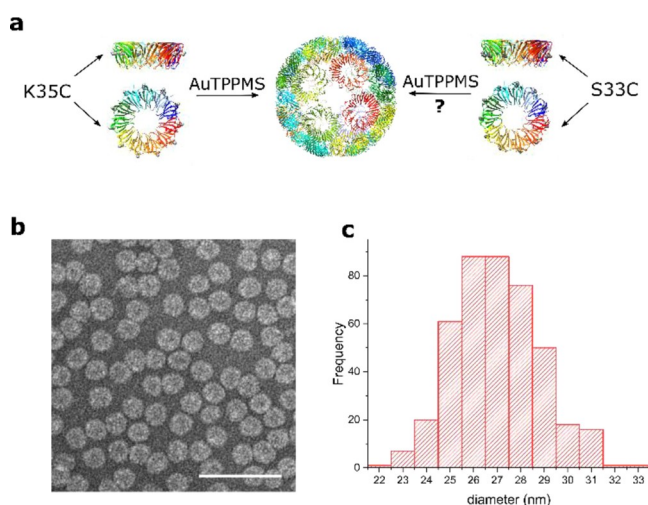 a
K35C
AuTPPMS
AuTPPMS
?
S33C
b
c
Frequency
80
60
40
20
0
22 23 24 25 26 27 28 29 30 31 32 33
diameter (nm)